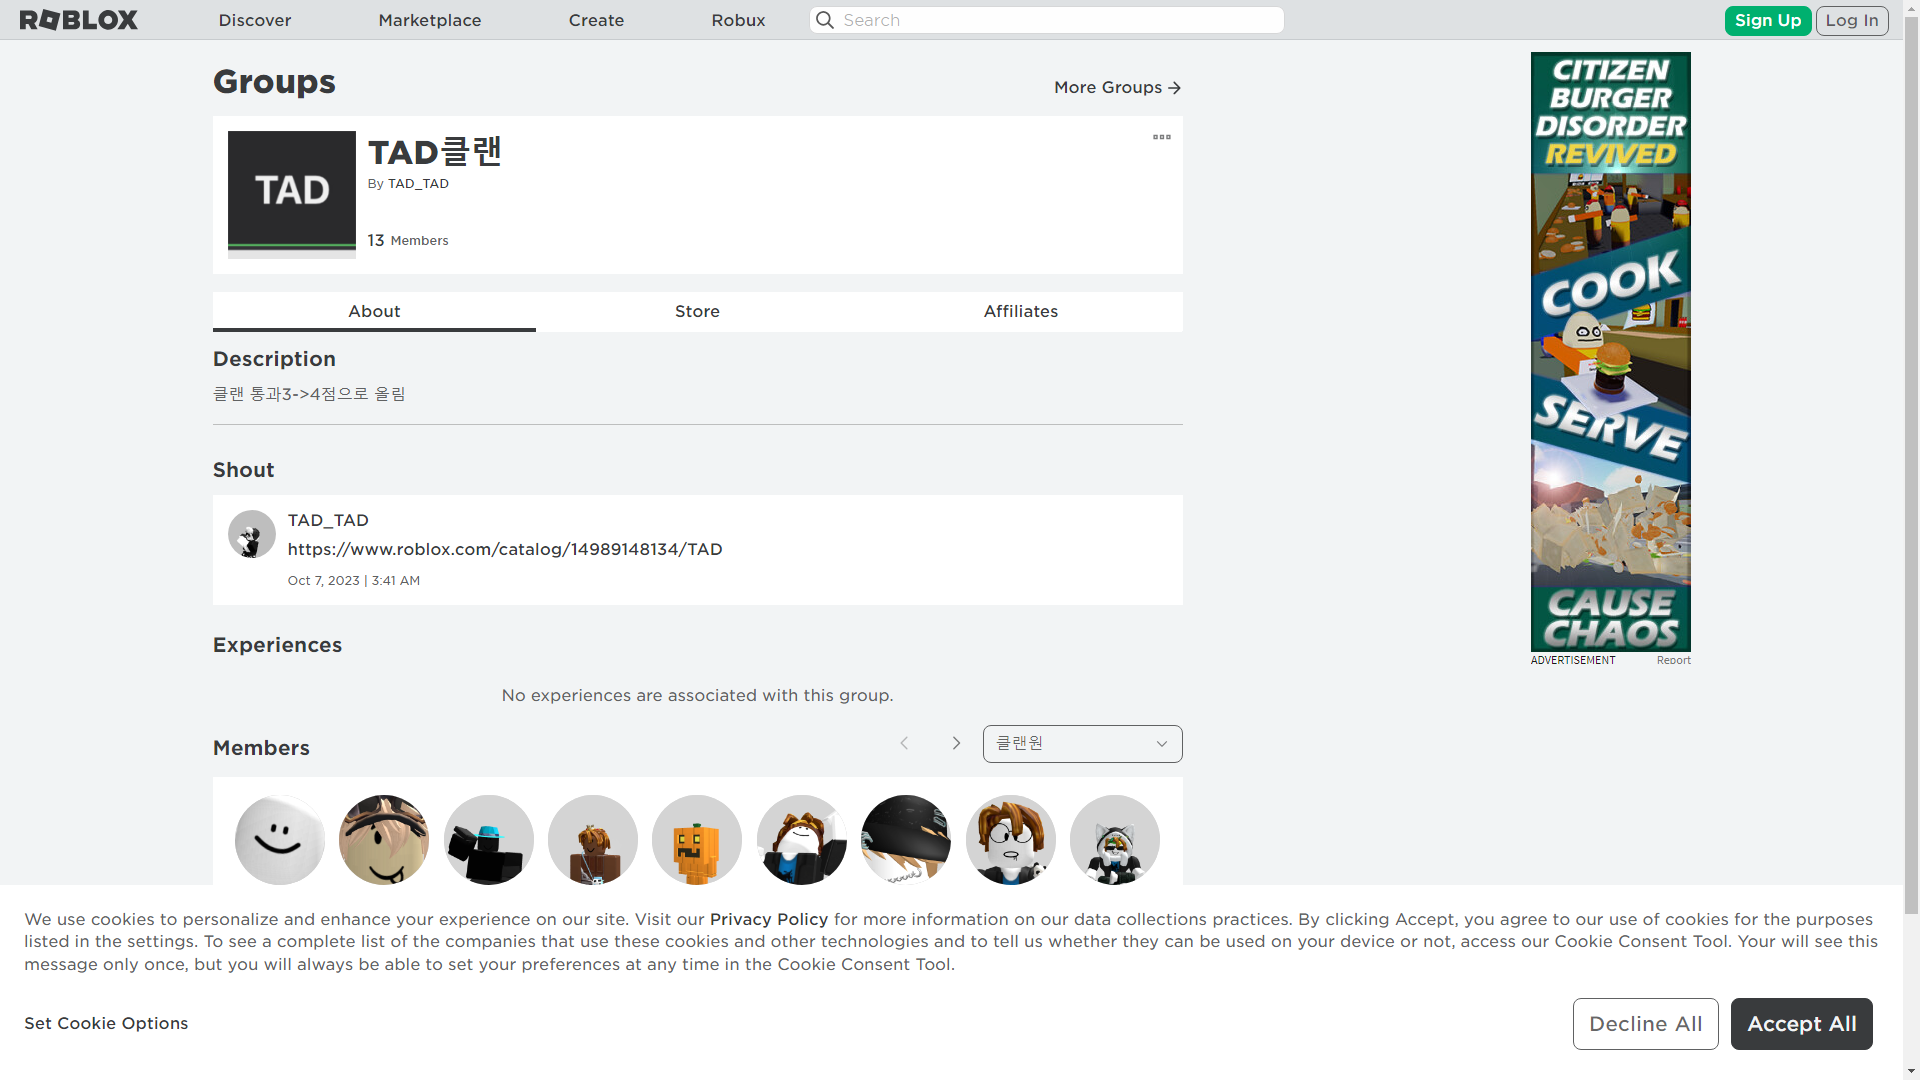 ROBLOX Discover Marketplace Create Robux Search Sign Up Log In
Groups
More Groups
TAD
TAD클랜
By TAD_TAD
13 Members
About Store Affiliates
Description
클랜 통과3->4점으로 올림
Shout
TAD_TAD
https://www.roblox.com/catalog/14989148134/TAD
Oct 7, 2023 | 3:41 AM
Experiences
No experiences are associated with this group.
Members
클랜원
CITIZEN
BURGER
DISORDER
REVIVED
COOK
SERVE
CAUSE
CHAOS
ADVERTISEMENT Report
We use cookies to personalize and enhance your experience on our site. Visit our Privacy Policy for more information on our data collections practices. By clicking Accept, you agree to our use of cookies for the purposes
listed in the settings. To see a complete list of the companies that use these cookies and other technologies and to tell us whether they can be used on your device or not, access our Cookie Consent Tool. Your will see this
message only once, but you will always be able to set your preferences at any time in the Cookie Consent Tool.
Set Cookie Options
Decline All
Accept All